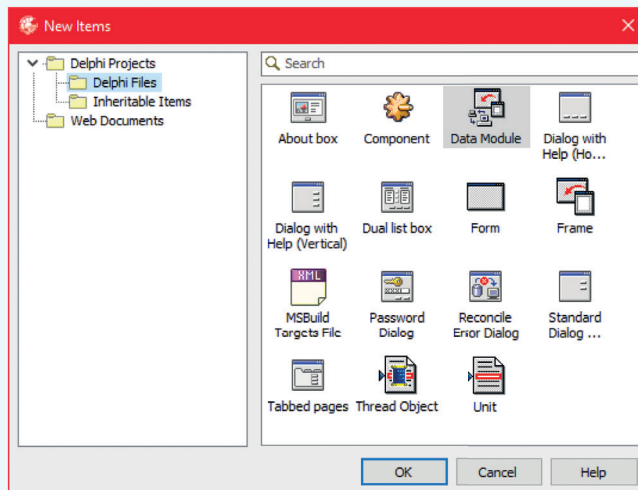 New Items
Delphi Projects
Delphi Files
Inheritable Items
Web Documents
Search
About box
Component
Data Module
Dialog with
Help (Ho...
Dialog with
Help (Vertical)
Dual list box
Form
Frame
XML
MSBuild
Targets File
Password
Dialog
Reconcile
Error Dialog
Standard
Dialog ...
Tabbed pages
Thread Object
Unit
OK
Cancel
Help